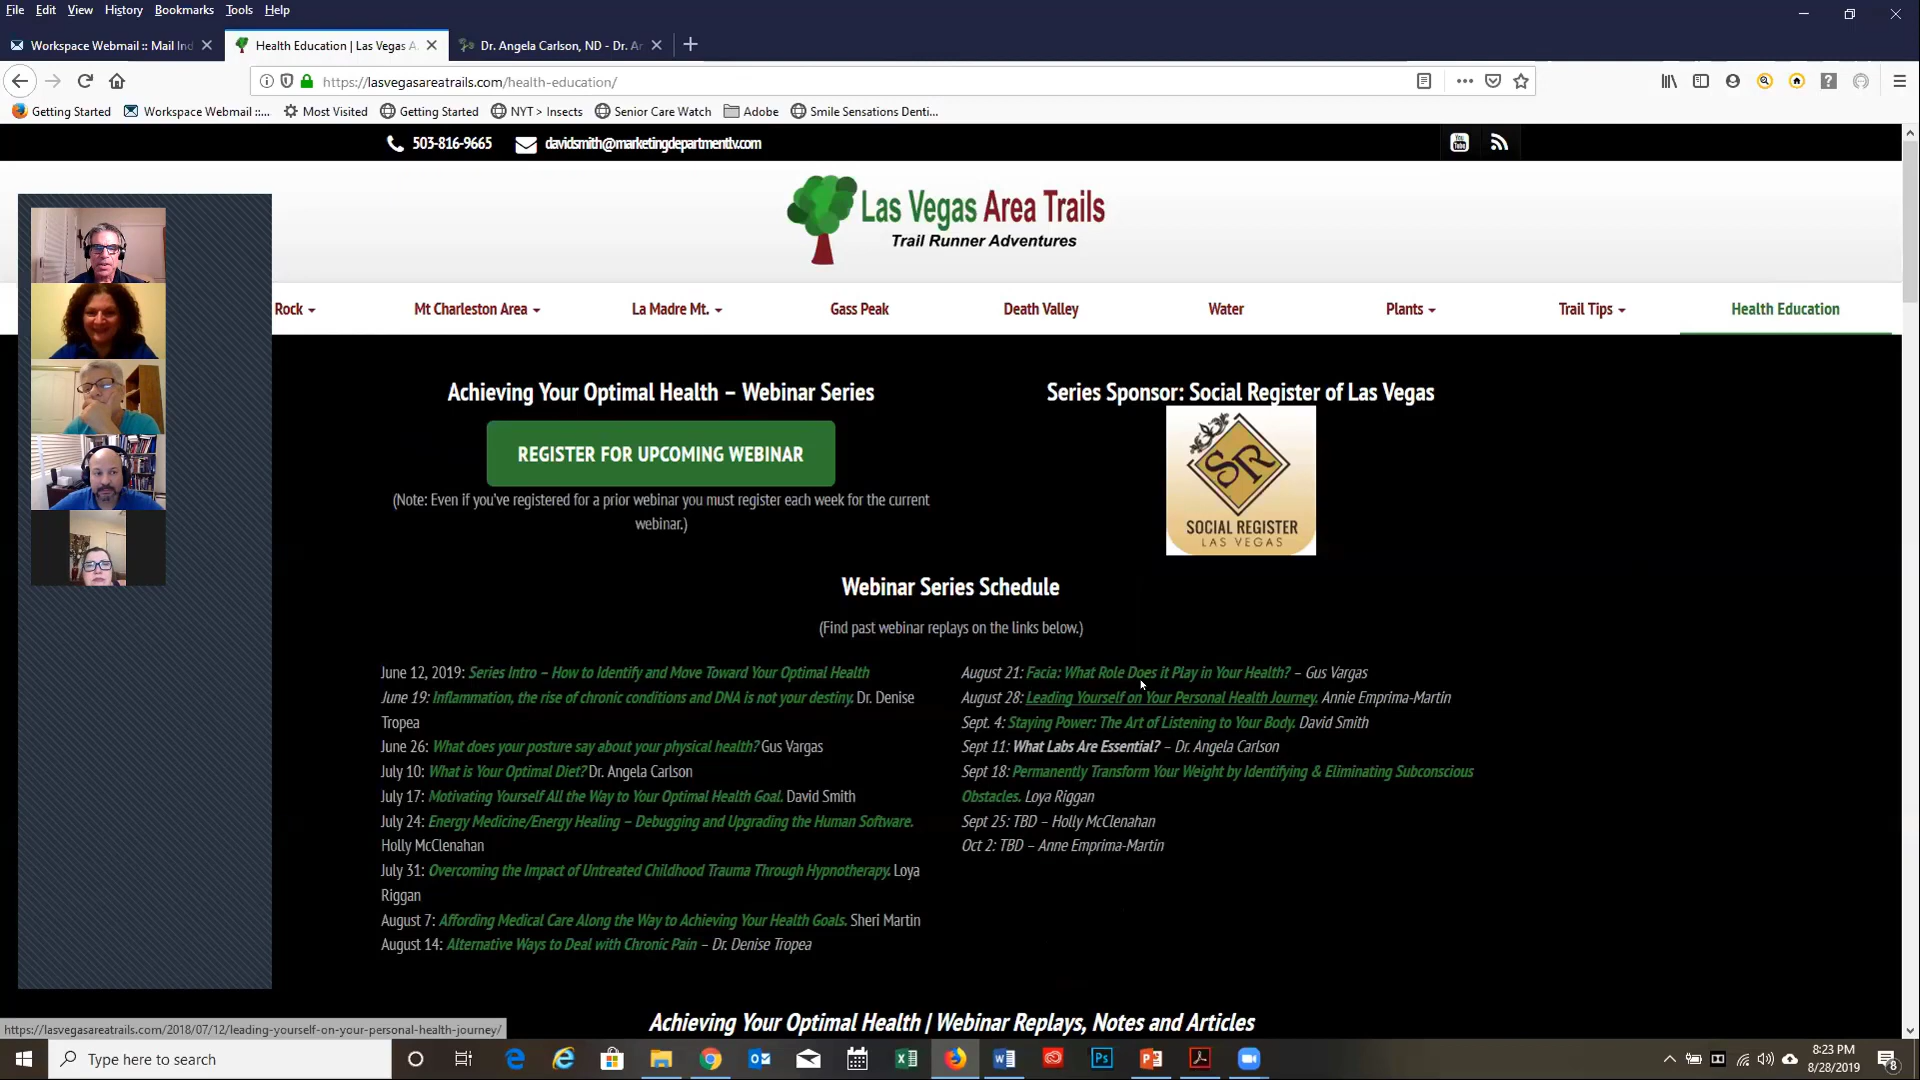 File Edit View History Bookmarks Tools Help
Workspace Webmail :: Mail Ind
Health Education | Las Vegas A
Dr. Angela Carlson, ND - Dr. Ar
https://lasvegasareatrails.com/health-education/
Getting Started
Workspace Webmail ::...
Most Visited
Getting Started
NYT > Insects
Senior Care Watch
Adobe
Smile Sensations Denti...
503-816-9665
davidsmith@marketingdepartmentlv.com
You
Tube
Las Vegas Area Trails
Trail Runner Adventures
Rock
Mt Charleston Area
La Madre Mt.
Gass Peak
Death Valley
Water
Plants
Trail Tips
Health Education
Achieving Your Optimal Health – Webinar Series
REGISTER FOR UPCOMING WEBINAR
(Note: Even if you've registered for a prior webinar you must register each week for the current
webinar.)
Series Sponsor: Social Register of Las Vegas
SR
SOCIAL REGISTER
LAS VEGAS
Webinar Series Schedule
(Find past webinar replays on the links below.)
June 12, 2019: Series Intro – How to Identify and Move Toward Your Optimal Health
June 19: Inflammation, the rise of chronic conditions and DNA is not your destiny. Dr. Denise
Tropea
June 26: What does your posture say about your physical health? Gus Vargas
July 10: What is Your Optimal Diet? Dr. Angela Carlson
July 17: Motivating Yourself All the Way to Your Optimal Health Goal. David Smith
July 24: Energy Medicine/Energy Healing – Debugging and Upgrading the Human Software.
Holly McClenahan
July 31: Overcoming the Impact of Untreated Childhood Trauma Through Hypnotherapy. Loya
Riggan
August 7: Affording Medical Care Along the Way to Achieving Your Health Goals. Sheri Martin
August 14: Alternative Ways to Deal with Chronic Pain – Dr. Denise Tropea
August 21: Facia: What Role Does it Play in Your Health? – Gus Vargas
August 28: Leading Yourself on Your Personal Health Journey. Annie Emprima-Martin
Sept. 4: Staying Power: The Art of Listening to Your Body. David Smith
Sept 11: What Labs Are Essential? – Dr. Angela Carlson
Sept 18: Permanently Transform Your Weight by Identifying & Eliminating Subconscious
Obstacles. Loya Riggan
Sept 25: TBD – Holly McClenahan
Oct 2: TBD – Anne Emprima-Martin
Achieving Your Optimal Health | Webinar Replays, Notes and Articles
https://lasvegasareatrails.com/2018/07/12/leading-yourself-on-your-personal-health-journey/
Type here to search
8:23 PM
8/28/2019
8